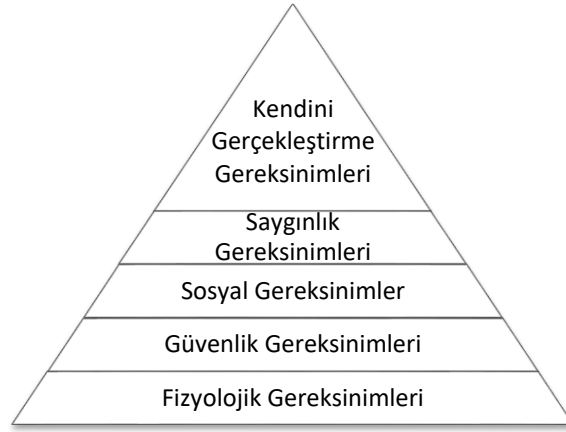 Kendini
Gerçekleştirme
Gereksinimleri
Saygınlık
Gereksinimleri
Sosyal Gereksinimler
Güvenlik Gereksinimleri
Fizyolojik Gereksinimleri